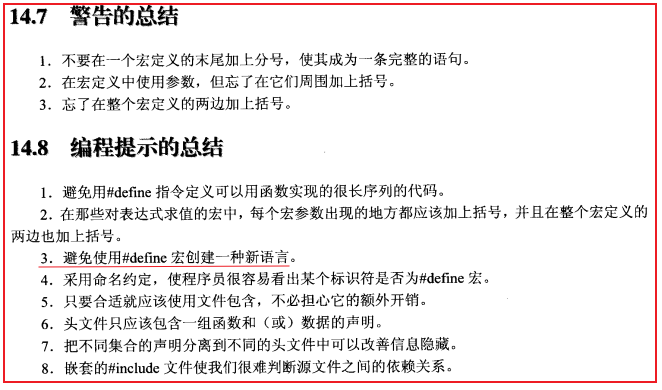 14.7 警告的总结
1．不要在一个宏定义的末尾加上分号，使其成为一条完整的语句。
2．在宏定义中使用参数，但忘了在它们周围加上括号。
3．忘了在整个宏定义的两边加上括号。
14.8 编程提示的总结
1．避免用#define 指令定义可以用函数实现的很长序列的代码。
2．在那些对表达式求值的宏中，每个宏参数出现的地方都应该加上括号，并且在整个宏定义的
两边也加上括号。
3．避免使用#define 宏创建一种新语言。
4．采用命名约定，使程序员很容易看出某个标识符是否为#define 宏。
5．只要合适就应该使用文件包含，不必担心它的额外开销。
6．头文件只应该包含一组函数和（或）数据的声明。
7．把不同集合的声明分离到不同的头文件中可以改善信息隐藏。
8．嵌套的#include 文件使我们很难判断源文件之间的依赖关系。